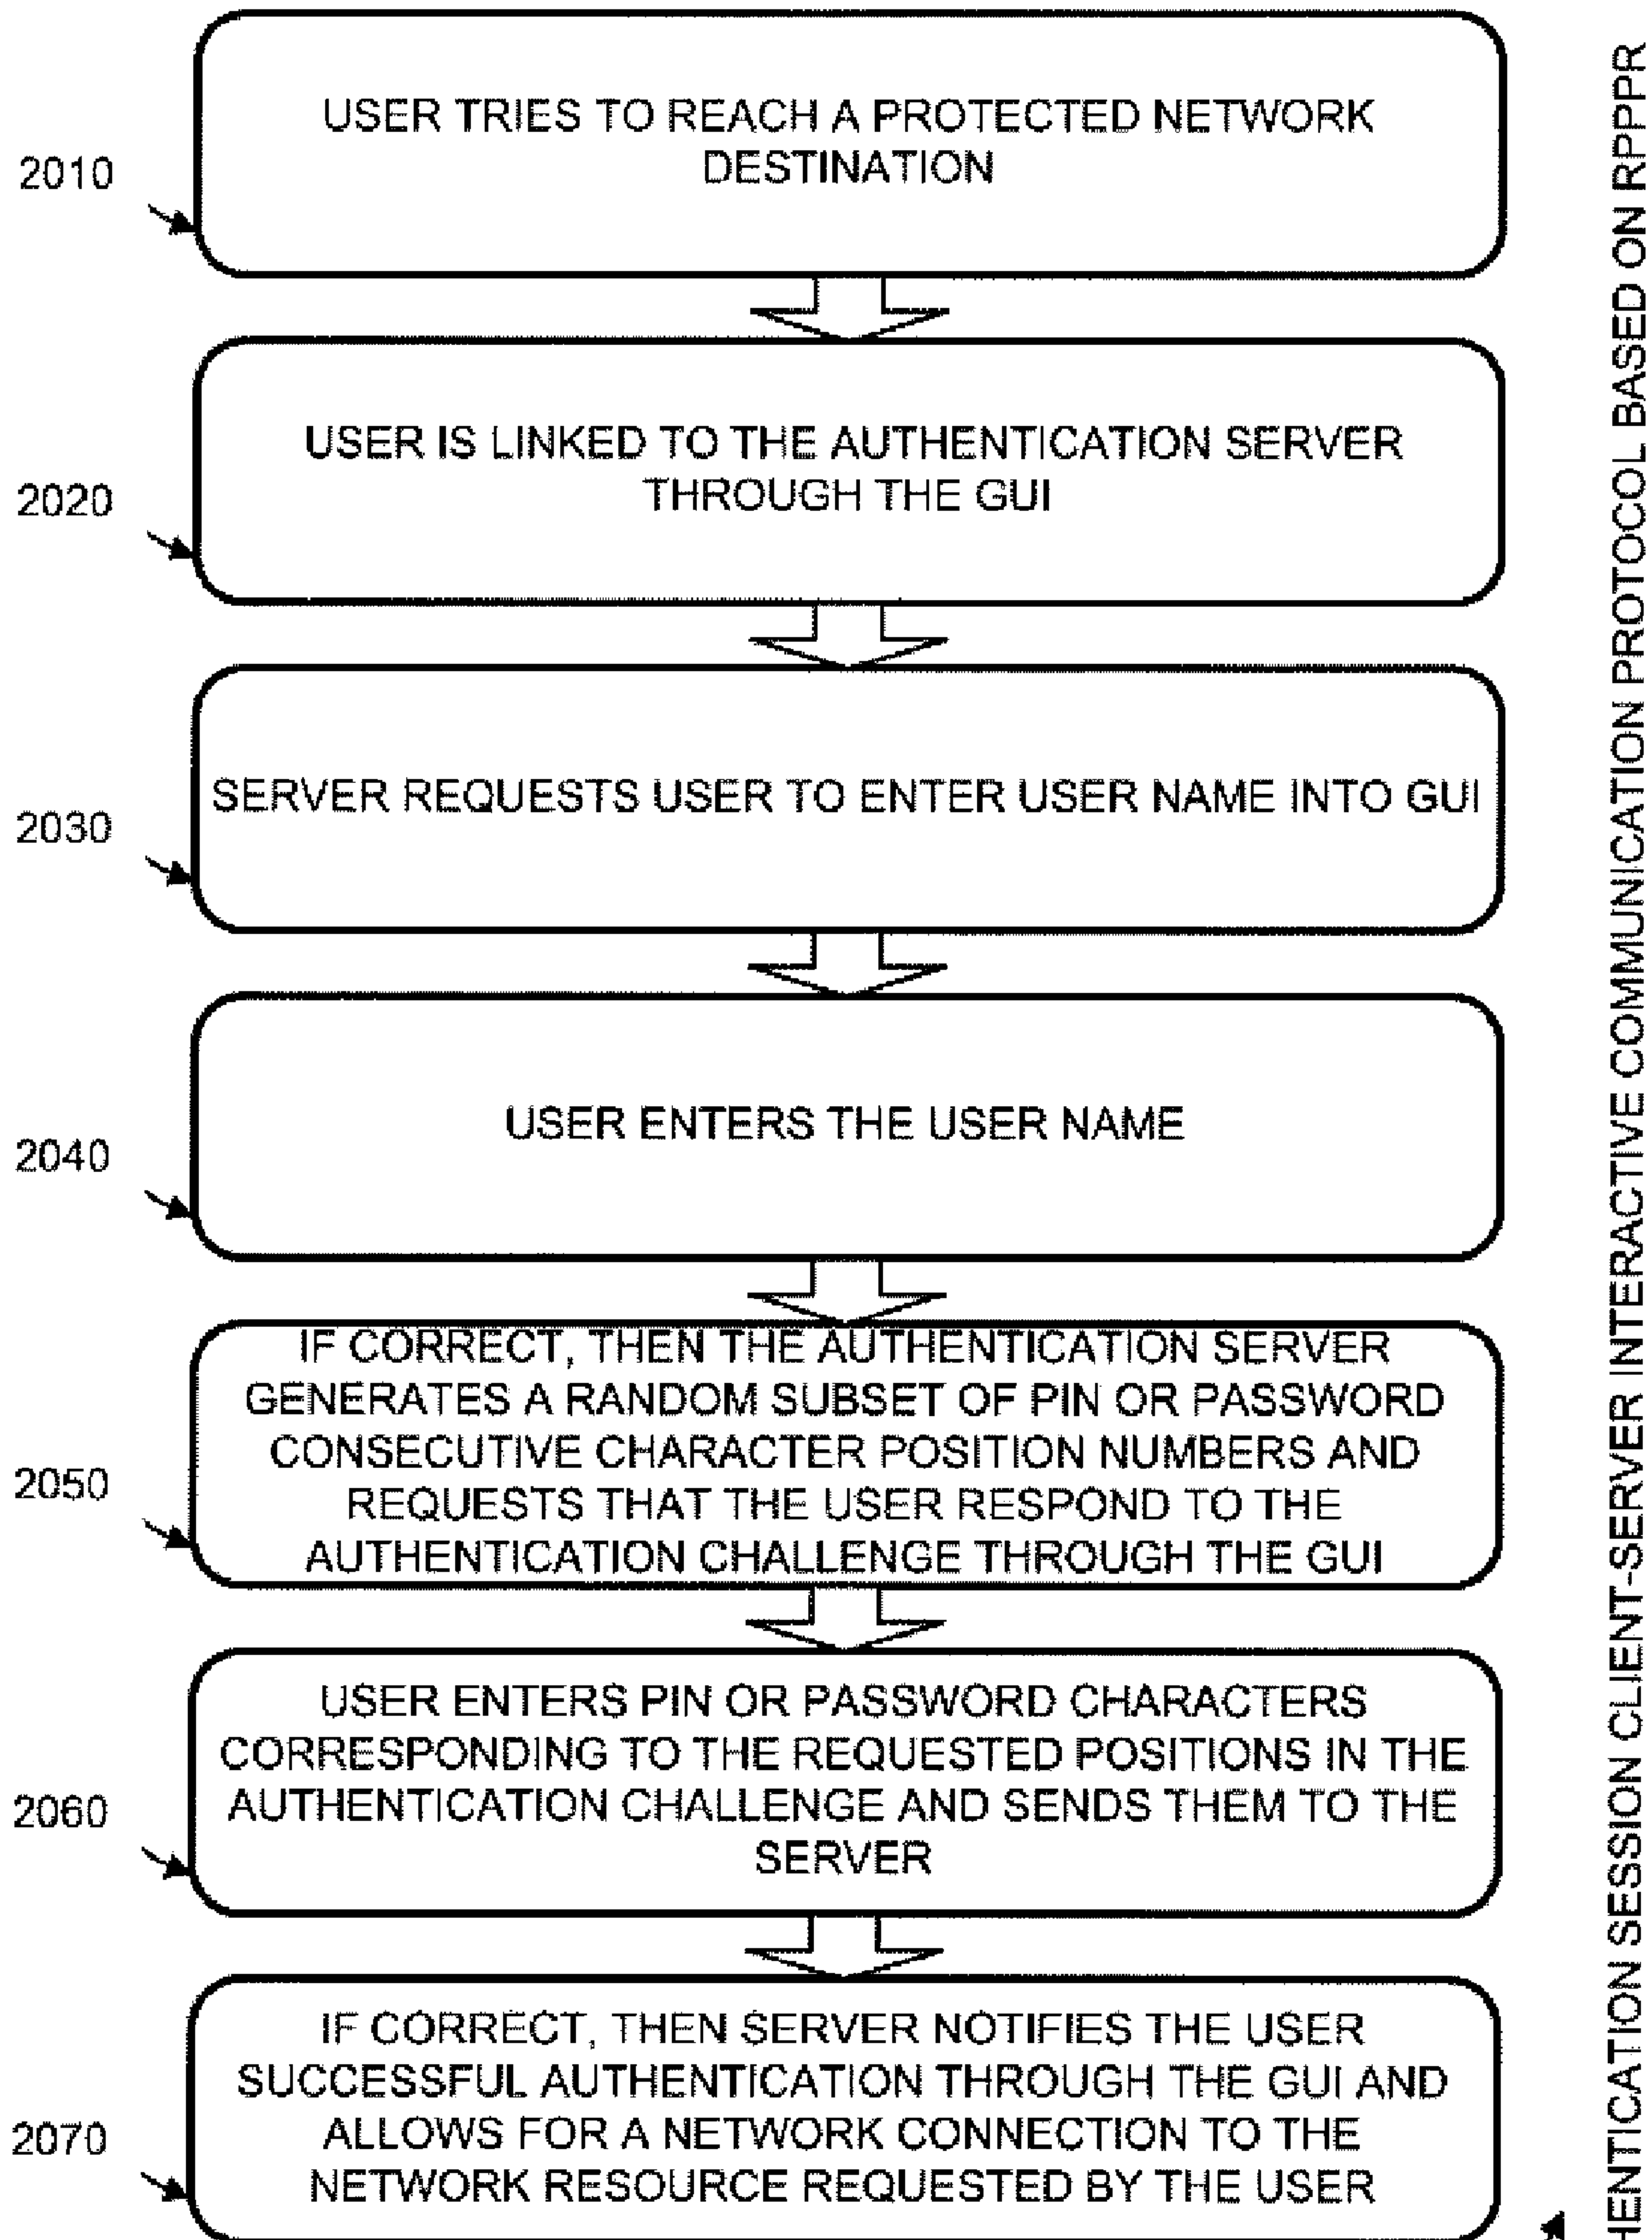 2010
USER TRIES TO REACH A PROTECTED NETWORK
DESTINATION
2020
USER IS LINKED TO THE AUTHENTICATION SERVER
THROUGH THE GUI
2030
SERVER REQUESTS USER TO ENTER USER NAME INTO GUI
2040
USER ENTERS THE USER NAME
2050
IF CORRECT, THEN THE AUTHENTICATION SERVER
GENERATES A RANDOM SUBSET OF PIN OR PASSWORD
CONSECUTIVE CHARACTER POSITION NUMBERS AND
REQUESTS THAT THE USER RESPOND TO THE
AUTHENTICATION CHALLENGE THROUGH THE GUI
2060
USER ENTERS PIN OR PASSWORD CHARACTERS
CORRESPONDING TO THE REQUESTED POSITIONS IN THE
AUTHENTICATION CHALLENGE AND SENDS THEM TO THE
SERVER
2070
IF CORRECT, THEN SERVER NOTIFIES THE USER
SUCCESSFUL AUTHENTICATION THROUGH THE GUI AND
ALLOWS FOR A NETWORK CONNECTION TO THE
NETWORK RESOURCE REQUESTED BY THE USER
HENTICATION SESSION CLIENT-SERVER INTERACTIVE COMMUNICATION PROTOCOL BASED ON RPPPR